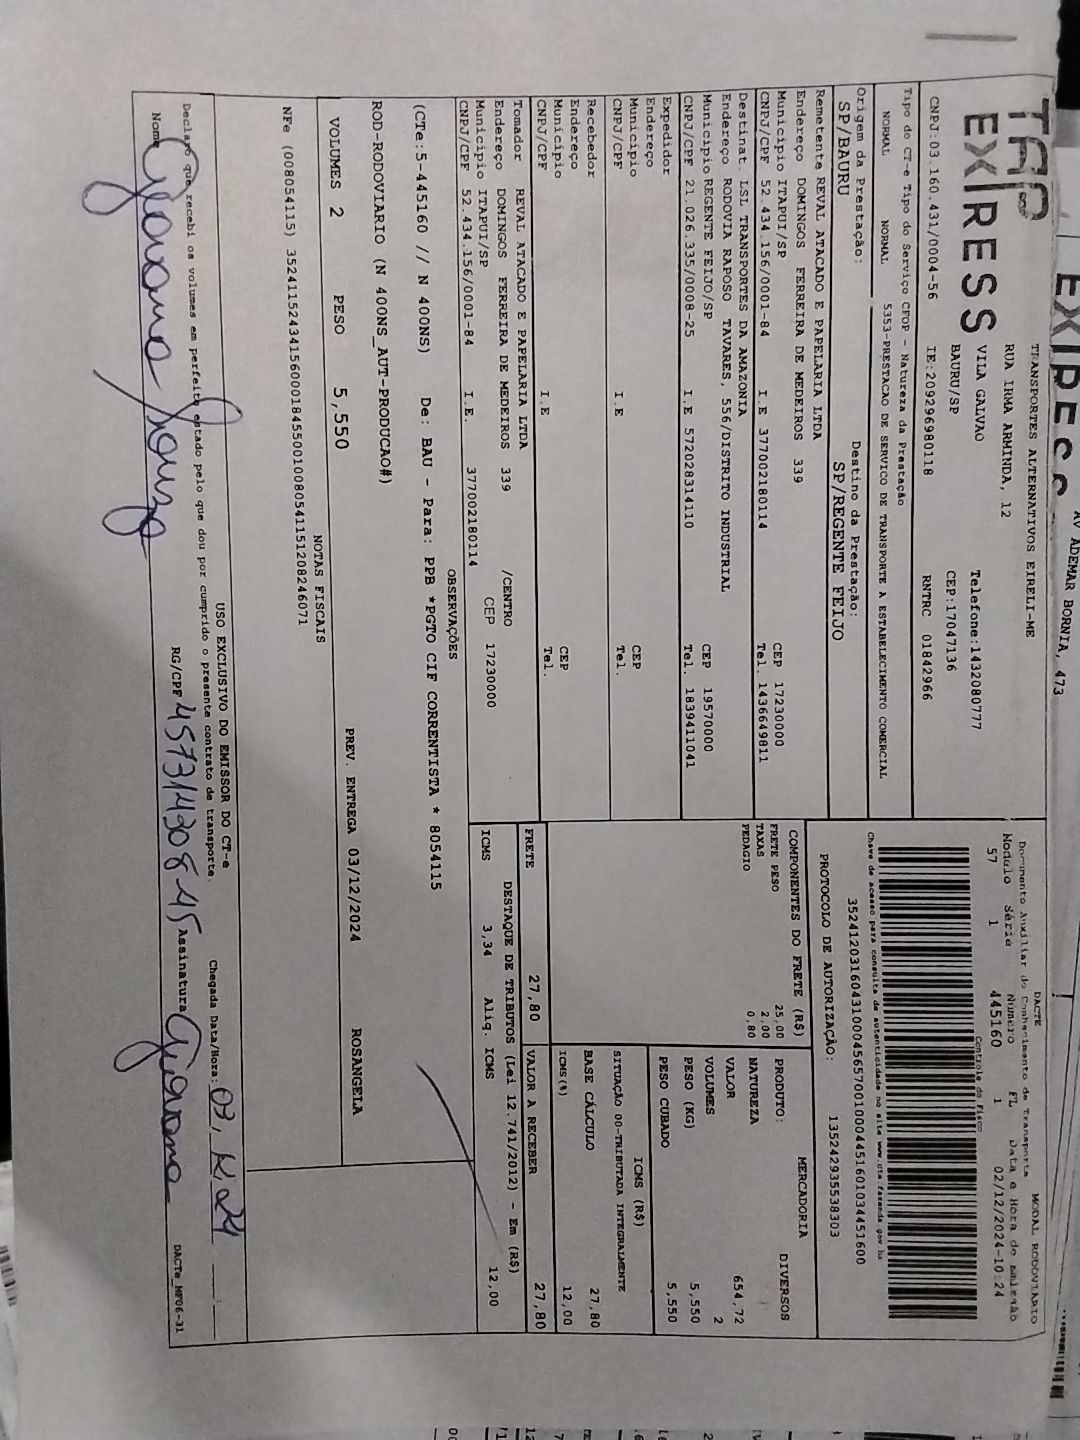 TAP
EXPRESS
TRANSPORTES ALTERNATIVOS EIRELI-ME
RUA IRMA ARMINDA, 12
VILA GALVAO
BAURU/SP
Telefone:1432080777
CEP:17047136
CNPJ:03.160.431/0004-56 IE:209296980118 RNTRC 01842966
DACTE MODAL RODOVIARIO
Documento Auxiliar do Conhecimento de Transporte
Modulo Série Número FL Data e Hora de Emissão
57 1 445160 1 02/12/2024-10:24
Controle do Fisco
Tipo do CT-e Tipo do Serviço CFOP - Natureza da Prestação
NORMAL NORMAL 5353-PRESTACAO DE SERVICO DE TRANSPORTE A ESTABELECIMENTO COMERCIAL
Chave de acesso para consulta de autenticidade no site www.cte.fazenda.gov.br
35241203160431000456570010004451601034451600
Origem da Prestação: Destino da Prestação:
SP/BAURU SP/REGENTE FEIJO
PROTOCOLO DE AUTORIZAÇÃO: 135242935538303
Remetente REVAL ATACADO E PAPELARIA LTDA
Endereço DOMINGOS FERREIRA DE MEDEIROS 339
Municipio ITAPUI/SP CEP 17230000
CNPJ/CPF 52.434.156/0001-84 I.E 377002180114 Tel. 1436649811
Destinat. LSL TRANSPORTES DA AMAZONIA
Endereço RODOVIA RAPOSO TAVARES, 556/DISTRITO INDUSTRIAL
Municipio REGENTE FEIJO/SP CEP 19570000
CNPJ/CPF 21.026.335/0008-25 I.E 572028314110 Tel. 1839411041
Expedidor
Endereço
Municipio CEP
CNPJ/CPF I.E Tel.
Recebedor
Endereço
Municipio CEP
CNPJ/CPF I.E Tel.
Tomador REVAL ATACADO E PAPELARIA LTDA
Endereço DOMINGOS FERREIRA DE MEDEIROS 339 /CENTRO
Municipio ITAPUI/SP CEP 17230000
CNPJ/CPF 52.434.156/0001-84 I.E. 377002180114
COMPONENTES DO FRETE (R$)
FRETE PESO 25,00
TAXAS 2,00
PEDAGIO 0,80
MERCADORIA
PRODUTO: DIVERSOS
NATUREZA
VALOR 654,72
VOLUMES 2
PESO (KG) 5,550
PESO CUBADO 5,550
ICMS (R$)
SITUAÇÃO 00-TRIBUTADA INTEGRALMENTE
BASE CÁLCULO 27,80
ICMS(%) 12,00
FRETE 27,80 VALOR A RECEBER 27,80
DESTAQUE DE TRIBUTOS (Lei 12.741/2012) - Em (R$)
ICMS 3,34 Aliq. ICMS 12,00
OBSERVAÇÕES
(CTe:5-445160 // N 400NS) De: BAU - Para: PPB *PGTO CIF CORRENTISTA * 8054115
ROD-RODOVIARIO (N 400NS_AUT-PRODUCAO#)
VOLUMES 2 PESO 5,550 PREV. ENTREGA 03/12/2024 ROSANGELA
NOTAS FISCAIS
NFe (008054115) 35241152434156000184550010080541151208246071
USO EXCLUSIVO DO EMISSOR DO CT-e
Declaro que recebi os volumes em perfeito estado pelo que dou por cumprido o presente contrato de transporte.
Chegada Data/Hora: 03, 12, 24
Nome Giovana Souza RG/CPF 45731430845 Assinatura Giovana
DACTe_MF06-31
AV ADEMAR BORNIA, 473